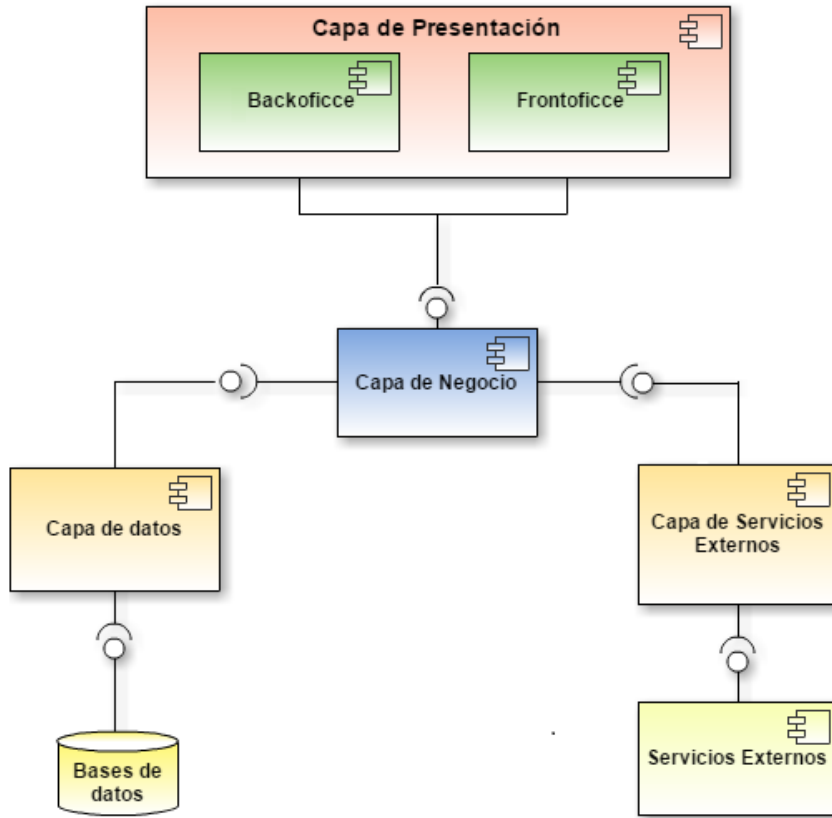 Capa de Presentación
Backoficce
Frontoficce
Capa de Negocio
Capa de datos
Capa de Servicios
Externos
Bases de
datos
Servicios Externos